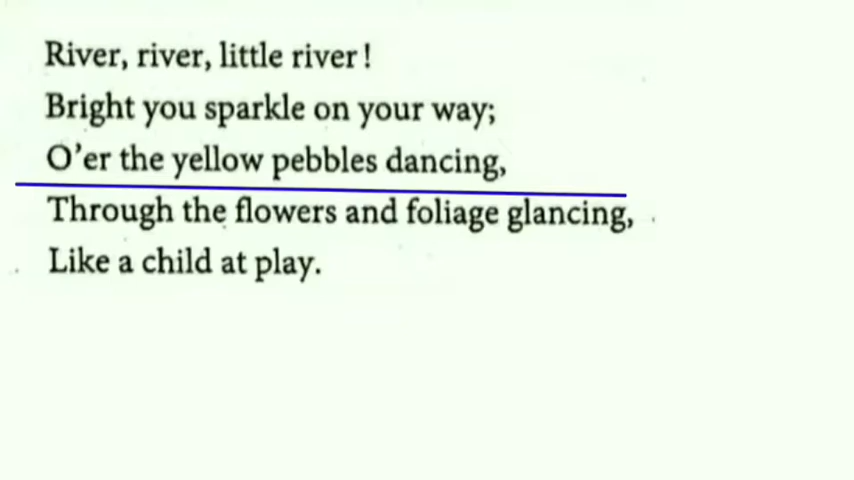 River, river, little river!
Bright you sparkle on your way;
O'er the yellow pebbles dancing,
Through the flowers and foliage glancing,
Like a child at play.